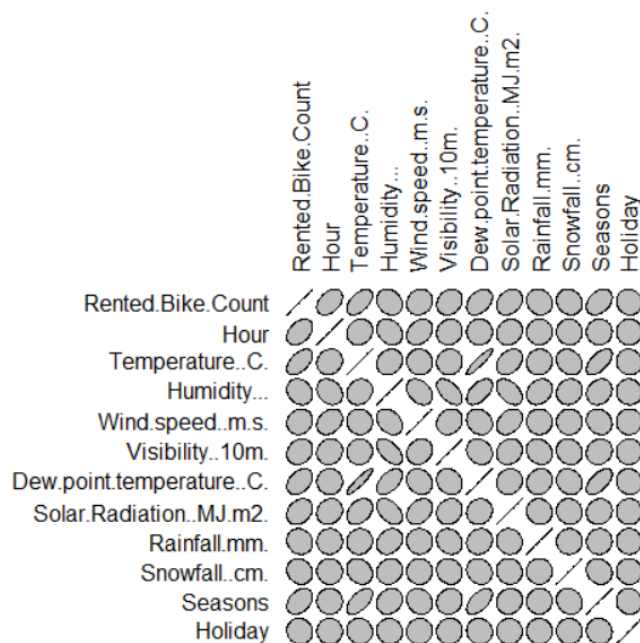 Rented.Bike.Count
Hour
Temperature..C.
Humidity...
Wind.speed..m.s.
Visibility..10m.
Dew.point.temperature..C.
Solar.Radiation..MJ.m2.
Rainfall.mm.
Snowfall..cm.
Seasons
Holiday
Rented.Bike.Count
Hour
Temperature..C.
Humidity...
Wind.speed..m.s.
Visibility..10m.
Dew.point.temperature..C.
Solar.Radiation..MJ.m2.
Rainfall.mm.
Snowfall..cm.
Seasons
Holiday